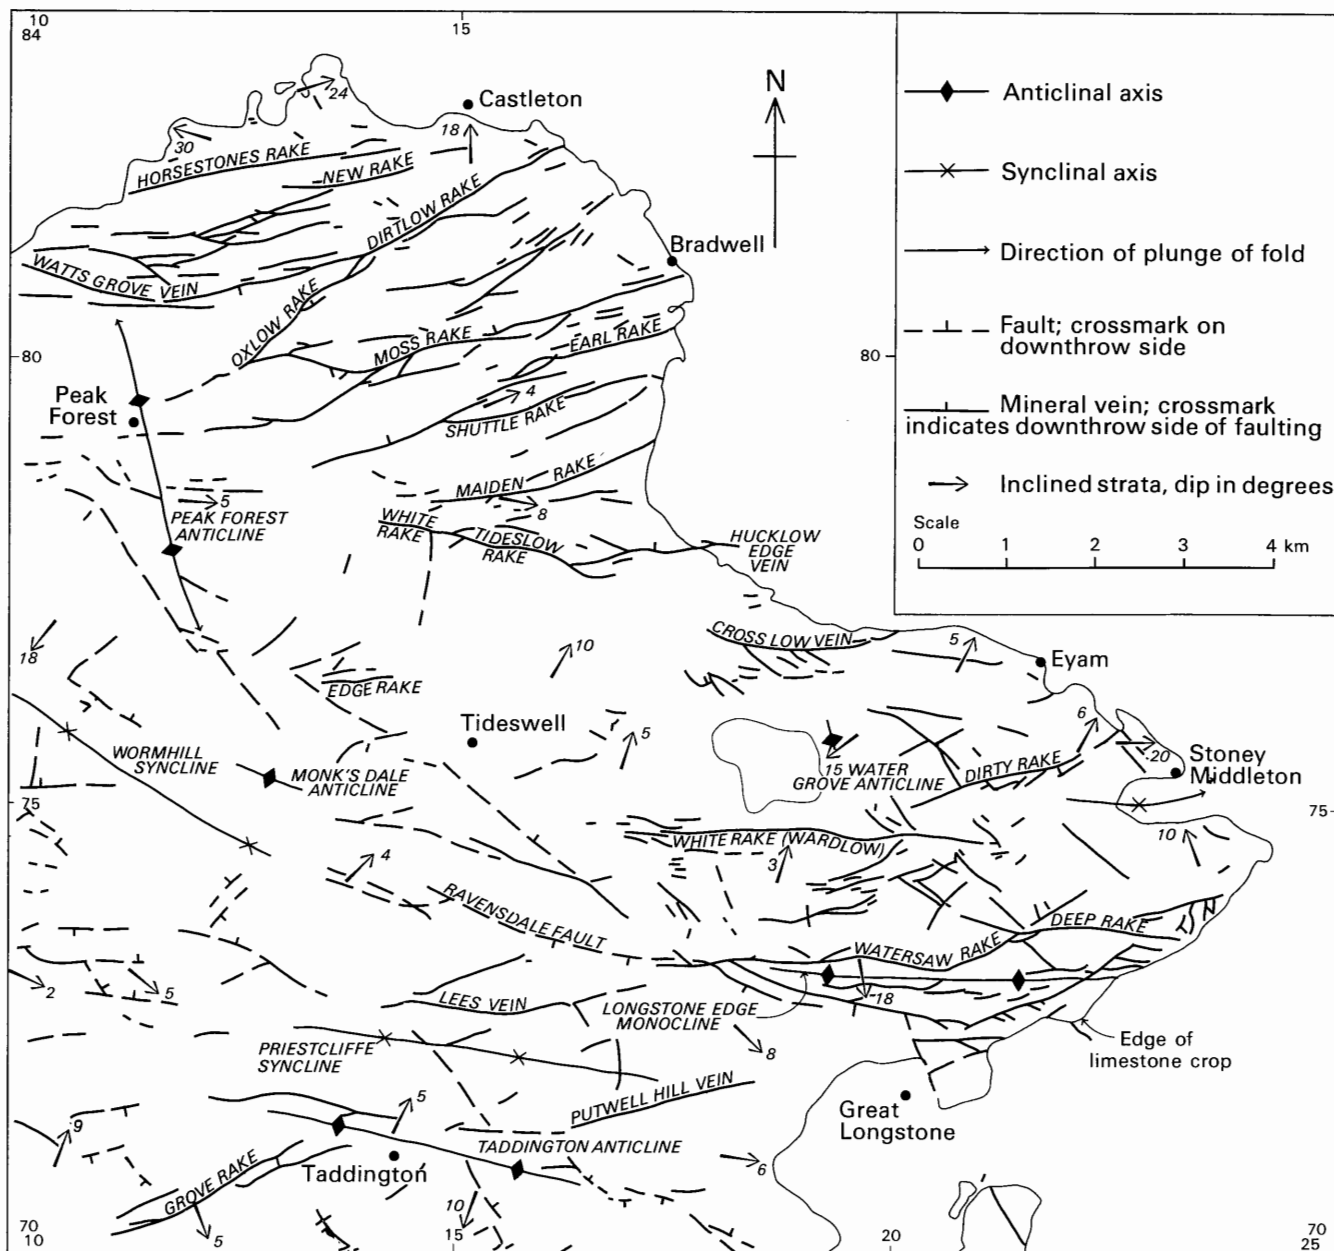 10
84
15
Castleton
24
18
30
HORSESTONES RAKE
NEW RAKE
DIRTLOW RAKE
Bradwell
WATTS GROVE VEIN
OXLOW RAKE
MOSS RAKE
EARL RAKE
80
80
Peak
Forest
4
SHUTTLE RAKE
MAIDEN RAKE
5
8
PEAK FOREST
ANTICLINE
WHITE
RAKE
TIDESLOW
RAKE
HUCKLOW
EDGE
VEIN
N
Anticlinal axis
Synclinal axis
Direction of plunge of fold
Fault; crossmark on
downthrow side
Mineral vein; crossmark
indicates downthrow side of faulting
Inclined strata, dip in degrees
Scale
0 1 2 3 4 km
18
10
CROSS LOW VEIN
5
Eyam
EDGE RAKE
Tideswell
5
6
20
Stoney
Middleton
WORMHILL
SYNCLINE
MONK'S DALE
ANTICLINE
15 WATER
GROVE ANTICLINE
DIRTY RAKE
75
75
WHITE RAKE (WARDLOW)
4
3
10
RAVENSDALE FAULT
DEEP RAKE
WATERSAW RAKE
2
5
18
LEES VEIN
LONGSTONE EDGE
MONOCLINE
8
Edge of
limestone crop
PRIESTCLIFFE
SYNCLINE
PUTWELL HILL VEIN
Great
Longstone
9
5
TADDINGTON ANTICLINE
Taddington
6
GROVE RAKE
5
10
70
10
15
20
70
25